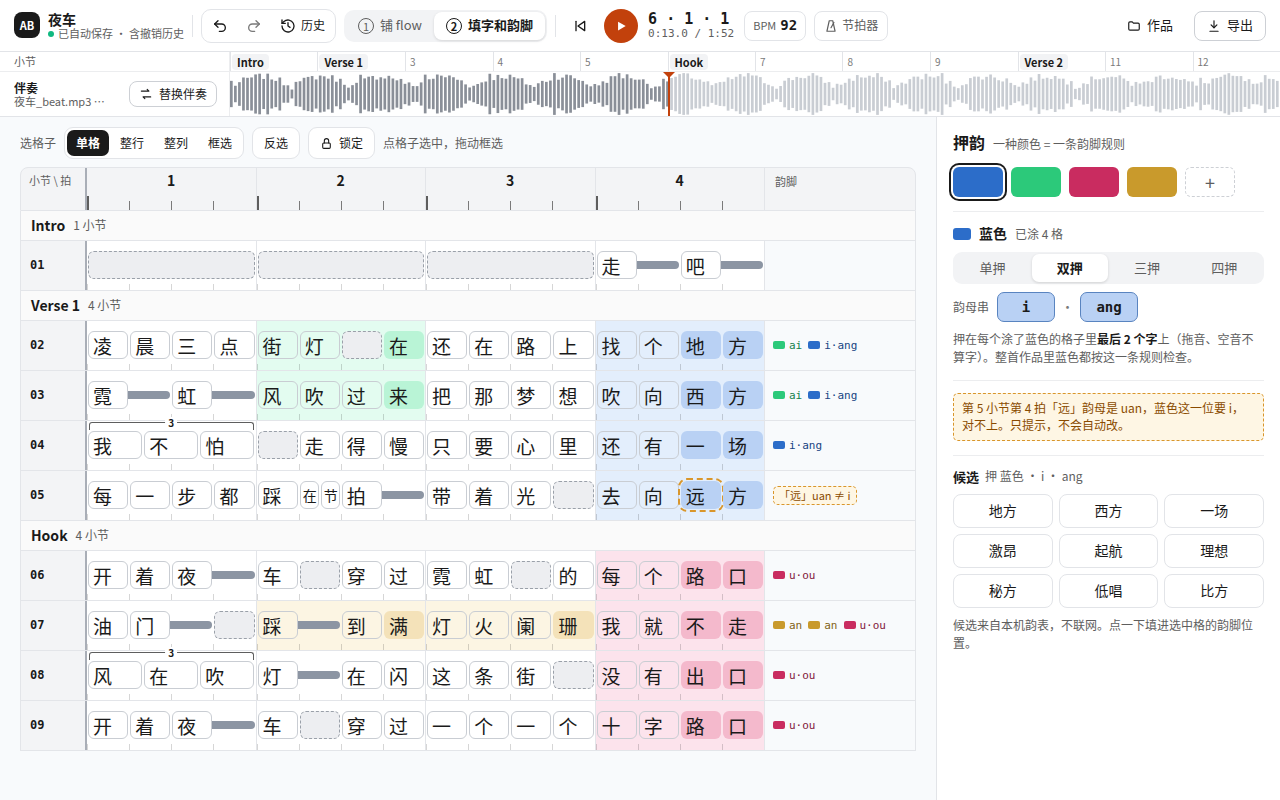 AB
夜车
已自动保存 · 含撤销历史
历史
① 铺 flow
② 填字和韵脚
6 · 1 · 1
0:13.0 / 1:52
BPM 92
节拍器
作品
导出
小节
Intro
Verse 1
3
4
5
Hook
7
8
9
Verse 2
11
12
伴奏
夜车_beat.mp3 ···
替换伴奏
选格子
单格
整行
整列
框选
反选
锁定
点格子选中，拖动框选
小节 \ 拍
1
2
3
4
韵脚
Intro 1 小节
01 走 吧
Verse 1 4 小节
02 凌 晨 三 点 街 灯 在 还 在 路 上 找 个 地 方 ai i·ang
03 霓 虹 风 吹 过 来 把 那 梦 想 吹 向 西 方 ai i·ang
3
04 我 不 怕 走 得 慢 只 要 心 里 还 有 一 场 i·ang
05 每 一 步 都 踩 在 节 拍 带 着 光 去 向 远 方 「远」uan ≠ i
Hook 4 小节
06 开 着 夜 车 穿 过 霓 虹 的 每 个 路 口 u·ou
07 油 门 踩 到 满 灯 火 阑 珊 我 就 不 走 an an u·ou
3
08 风 在 吹 灯 在 闪 这 条 街 没 有 出 口 u·ou
09 开 着 夜 车 穿 过 一 个 一 个 十 字 路 口 u·ou
押韵 一种颜色 = 一条韵脚规则
+
蓝色 已涂 4 格
单押
双押
三押
四押
韵母串 i · ang
押在每个涂了蓝色的格子里最后 2 个字上（拖音、空音不
算字）。整首作品里蓝色都按这一条规则检查。
第 5 小节第 4 拍「远」韵母是 uan，蓝色这一位要 i，
对不上。只提示，不会自动改。
候选 押 蓝色 · i · ang
地方
西方
一场
激昂
起航
理想
秘方
低唱
比方
候选来自本机韵表，不联网。点一下填进选中格的韵脚位
置。